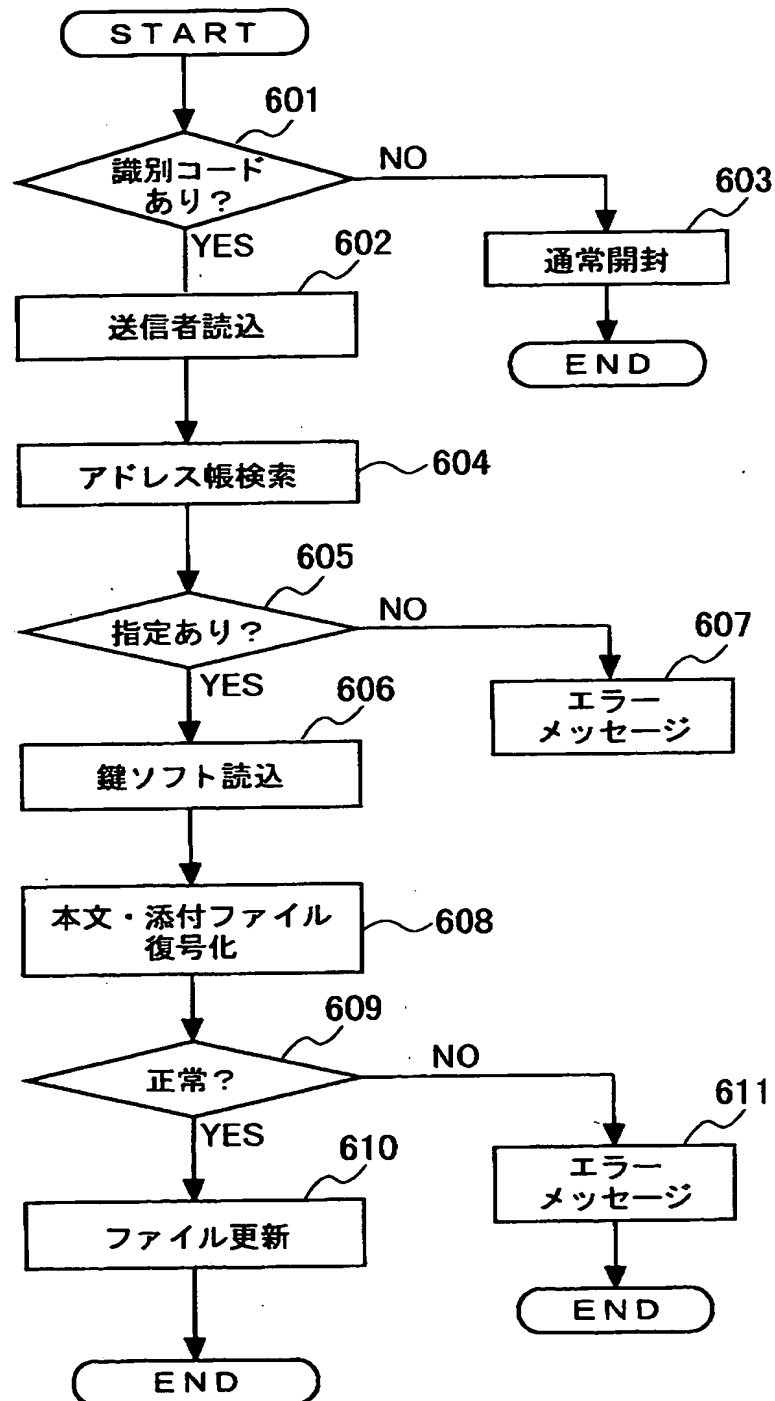 START
601
識別コード
あり?
NO
YES
602
603
通常開封
送信者読込
END
アドレス帳検索
604
605
指定あり?
NO
YES
606
607
エラー
メッセージ
鍵ソフト読込
本文・添付ファイル
復号化
608
609
正常?
NO
YES
610
611
エラー
メッセージ
ファイル更新
END
END